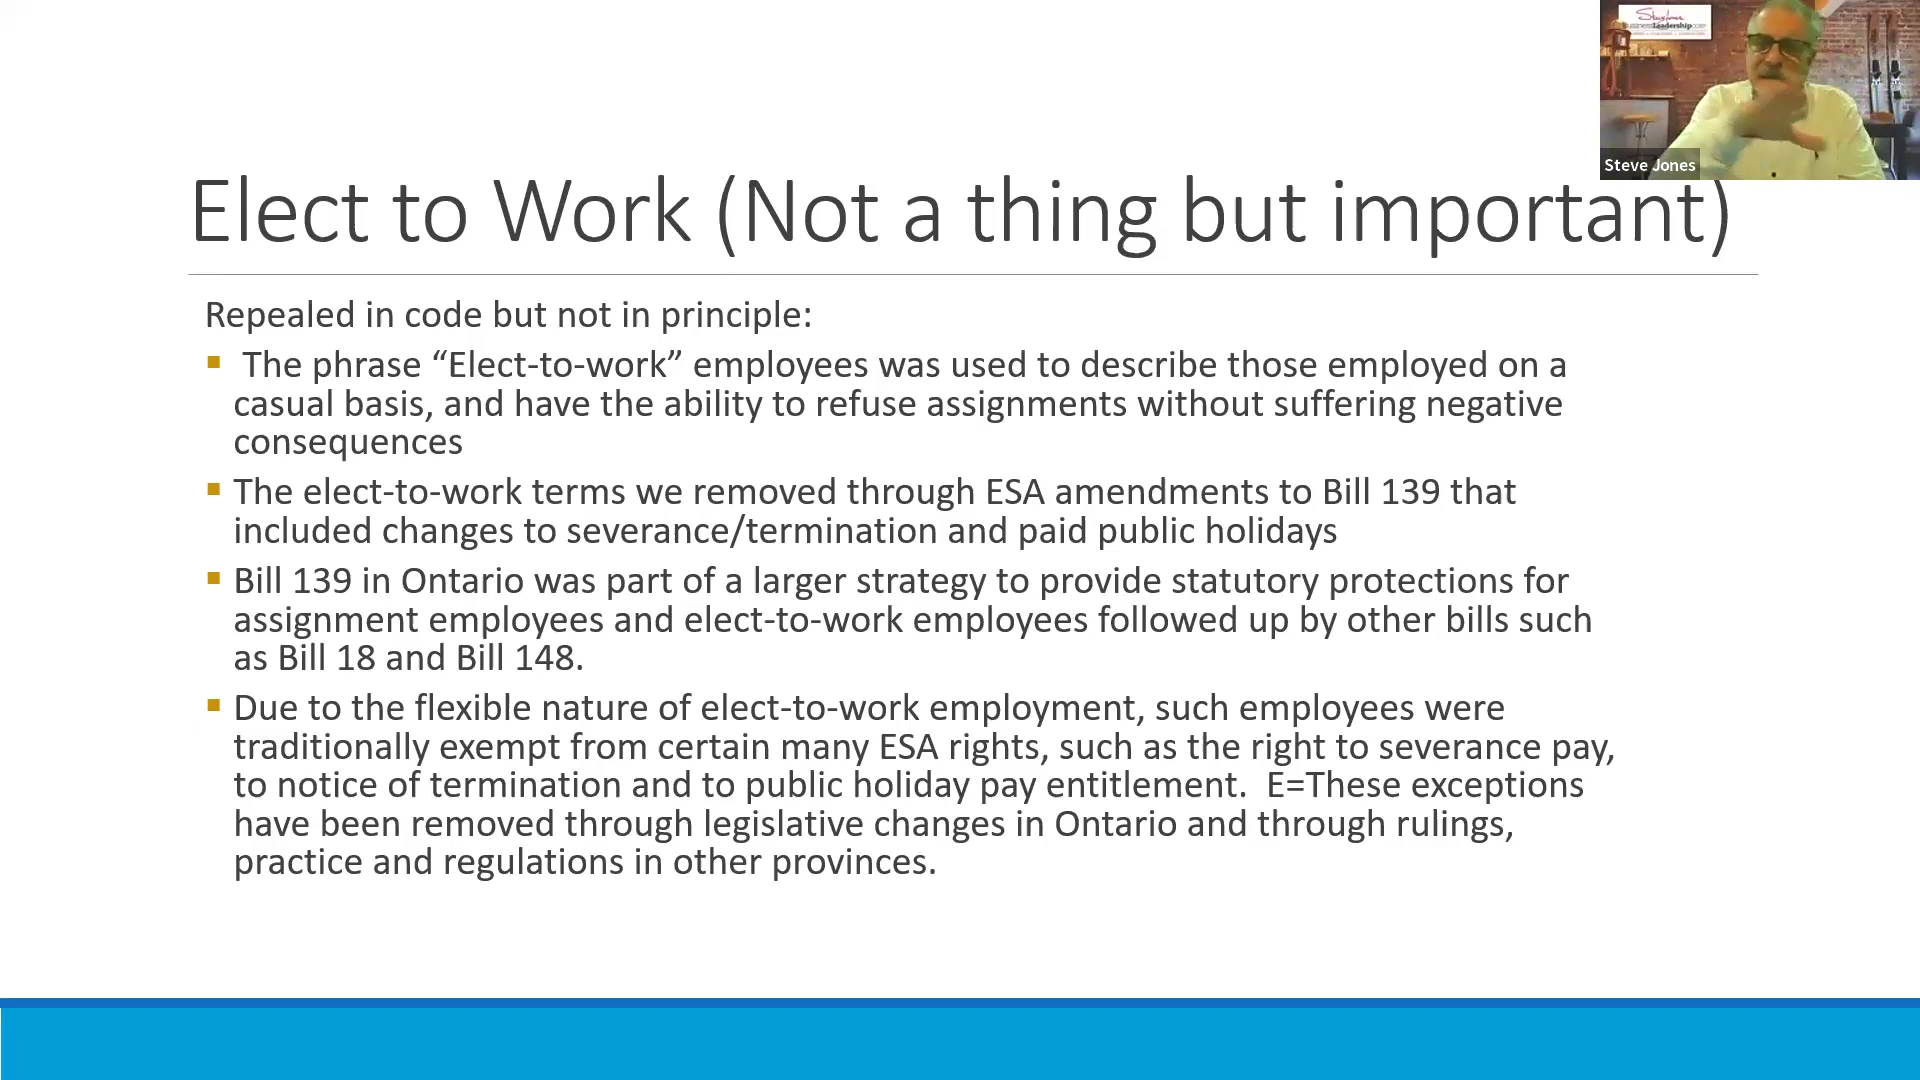 Steve Jones
Leadership
Elect to Work (Not a thing but important)
Repealed in code but not in principle:
The phrase “Elect-to-work” employees was used to describe those employed on a
casual basis, and have the ability to refuse assignments without suffering negative
consequences
The elect-to-work terms we removed through ESA amendments to Bill 139 that
included changes to severance/termination and paid public holidays
Bill 139 in Ontario was part of a larger strategy to provide statutory protections for
assignment employees and elect-to-work employees followed up by other bills such
as Bill 18 and Bill 148.
Due to the flexible nature of elect-to-work employment, such employees were
traditionally exempt from certain many ESA rights, such as the right to severance pay,
to notice of termination and to public holiday pay entitlement.  E=These exceptions
have been removed through legislative changes in Ontario and through rulings,
practice and regulations in other provinces.